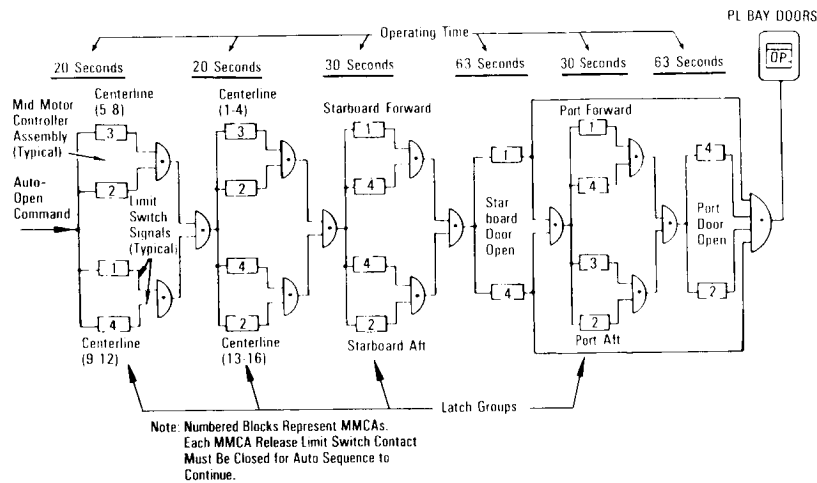 PL BAY DOORS
OP.
Operating Time
20 Seconds
20 Seconds
30 Seconds
63 Seconds
30 Seconds
63 Seconds
Centerline
(5-8)
Centerline
(1-4)
Starboard Forward
Port Forward
Mid Motor
Controller
Assembly
(Typical)
Auto-
Open
Command
Limit
Switch
Signals
(Typical)
3
2
1
4
3
2
4
2
1
4
4
2
1
4
1
4
3
2
4
2
Star
board
Door
Open
Port
Door
Open
Centerline
(9 12)
Centerline
(13-16)
Starboard Aft
Port Aft
Latch Groups
Note: Numbered Blocks Represent MMCAs.
Each MMCA Release Limit Switch Contact
Must Be Closed for Auto Sequence to
Continue.